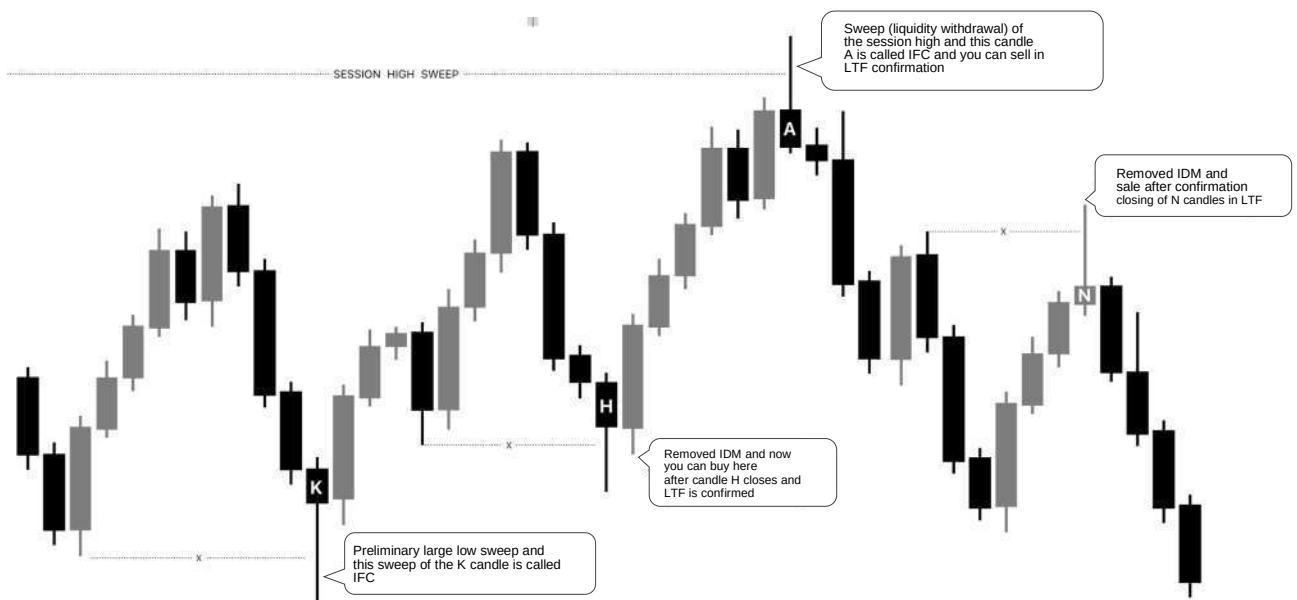 Sweep (liquidity withdrawal) of
the session high and this candle
A is called IFC and you can sell in
LTF confirmation
SESSION HIGH SWEEP
A
Removed IDM and
sale after confirmation
closing of N candles in LTF
x
N
H
x
Removed IDM and now
you can buy here
after candle H closes and
LTF is confirmed
K
x
Preliminary large low sweep and
this sweep of the K candle is called
IFC